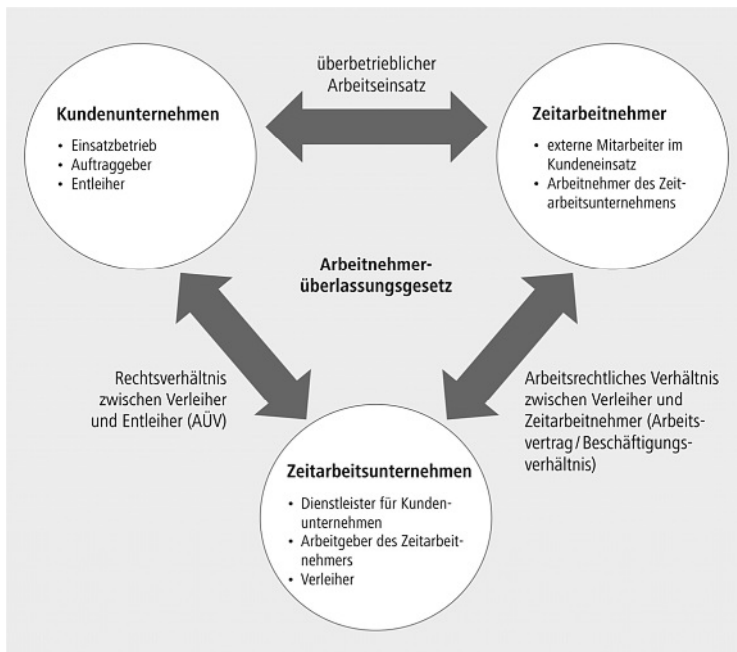 überbetrieblicher
Arbeitseinsatz
Kundenunternehmen
• Einsatzbetrieb
• Auftraggeber
• Entleiher
Zeitarbeitnehmer
• externe Mitarbeiter im
Kundeneinsatz
• Arbeitnehmer des Zeit-
arbeitsunternehmens
Arbeitnehmer-
überlassungsgesetz
Rechtsverhältnis
zwischen Verleiher
und Entleiher (AÜV)
Arbeitsrechtliches Verhältnis
zwischen Verleiher und
Zeitarbeitnehmer (Arbeits-
vertrag/Beschäftigungs-
verhältnis)
Zeitarbeitsunternehmen
• Dienstleister für Kunden-
unternehmen
• Arbeitgeber des Zeitarbeit-
nehmers
• Verleiher